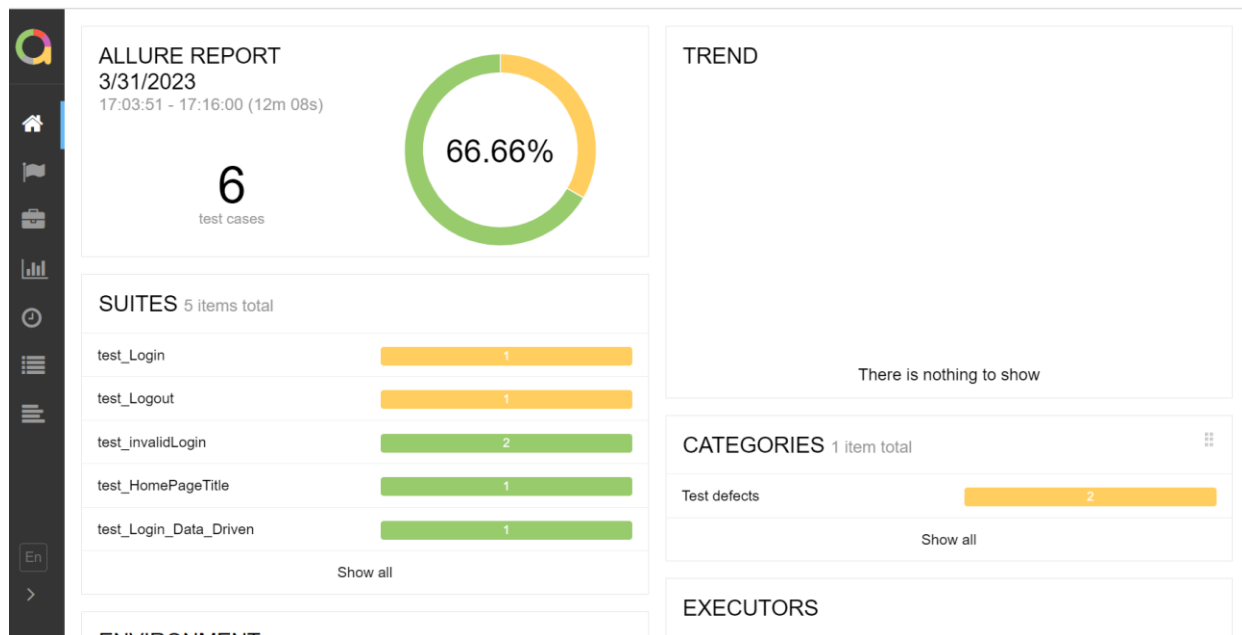 ALLURE REPORT
3/31/2023
17:03:51 - 17:16:00 (12m 08s)
6
test cases
66.66%
SUITES 5 items total
test_Login 1
test_Logout 1
test_invalidLogin 2
test_HomePageTitle 1
test_Login_Data_Driven 1
Show all
ENVIRONMENT
En
TREND
There is nothing to show
CATEGORIES 1 item total
Test defects 2
Show all
EXECUTORS